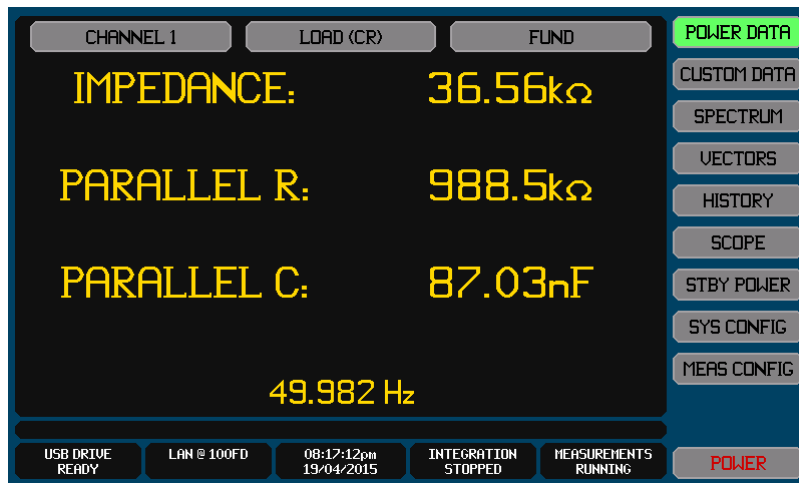 CHANNEL 1
LOAD (CR)
FUND
IMPEDANCE: 36.56kΩ
PARALLEL R: 988.5kΩ
PARALLEL C: 87.03nF
49.982 Hz
POWER DATA
CUSTOM DATA
SPECTRUM
VECTORS
HISTORY
SCOPE
STBY POWER
SYS CONFIG
MEAS CONFIG
USB DRIVE
READY
LAN @ 100FD
08:17:12pm
19/04/2015
INTEGRATION
STOPPED
MEASUREMENTS
RUNNING
POWER